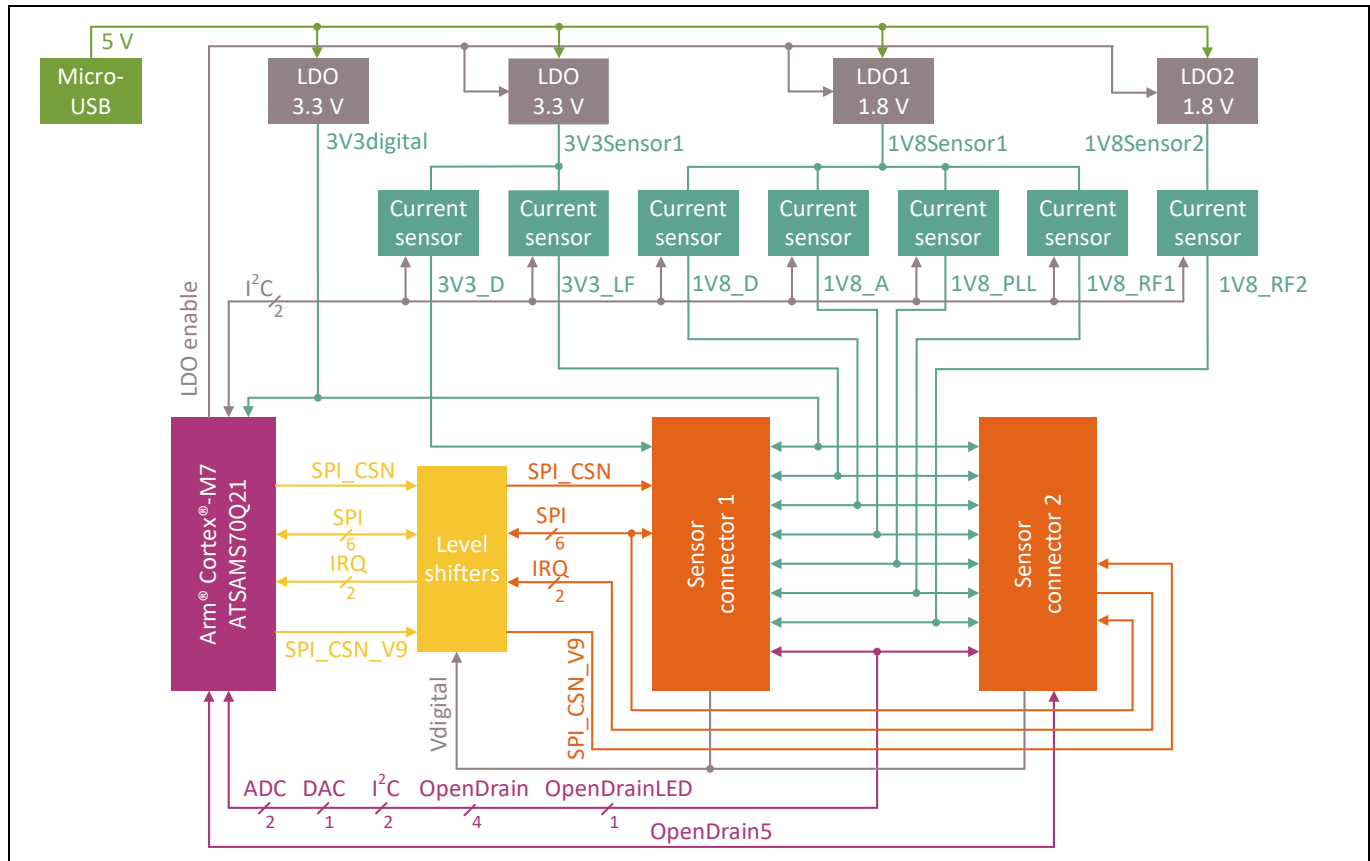 5 V
Micro-
USB
LDO
3.3 V
LDO
3.3 V
LDO1
1.8 V
LDO2
1.8 V
3V3digital
3V3Sensor1
1V8Sensor1
1V8Sensor2
Current
sensor
Current
sensor
Current
sensor
Current
sensor
Current
sensor
Current
sensor
Current
sensor
LDO enable
I²C
2
3V3_D
3V3_LF
1V8_D
1V8_A
1V8_PLL
1V8_RF1
1V8_RF2
Arm® Cortex®-M7
ATSAMS70Q21
SPI_CSN
SPI
6
IRQ
2
SPI_CSN_V9
Level
shifters
SPI_CSN
SPI
6
IRQ
2
SPI_CSN_V9
Sensor
connector 1
Sensor
connector 2
Vdigital
ADC
2
DAC
1
I²C
2
OpenDrain
4
OpenDrainLED
1
OpenDrain5